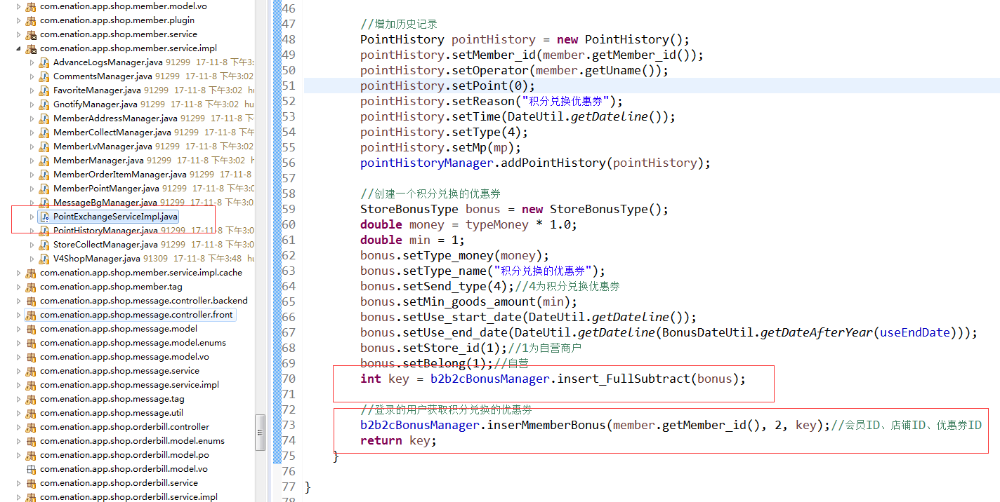 com.enation.app.shop.member.model.vo
com.enation.app.shop.member.plugin
com.enation.app.shop.member.service
com.enation.app.shop.member.service.impl
AdvanceLogsManager.java 91299 17-11-8 下午3:02
CommentsManager.java 91299 17-11-8 下午3:02
FavoriteManager.java 91299 17-11-8 下午3:02 hu
GnotifyManager.java 91299 17-11-8 下午3:02 hu
MemberAddressManager.java 91299 17-11-8
MemberCollectManager.java 91299 17-11-8 下
MemberLvManager.java 91299 17-11-8 下午3:02
MemberManager.java 91299 17-11-8 下午3:02
MemberOrderItemManager.java 91299 17-11-8
MemberPointManger.java 91299 17-11-8 下午3:0
MessageBgManager.java 91299 17-11-8 下午3:0
PointExchangeServiceImpl.java
PointHistoryManager.java 91299 17-11-8 下午3:0
StoreCollectManager.java 91299 17-11-8 下午3:0
V4ShopManager.java 91309 17-11-8 下午3:48 hu
com.enation.app.shop.member.service.impl.cache
com.enation.app.shop.member.tag
com.enation.app.shop.message.controller.backend
com.enation.app.shop.message.controller.front
com.enation.app.shop.message.model
com.enation.app.shop.message.model.enums
com.enation.app.shop.message.model.vo
com.enation.app.shop.message.service
com.enation.app.shop.message.service.impl
com.enation.app.shop.message.tag
com.enation.app.shop.message.util
com.enation.app.shop.orderbill.controller
com.enation.app.shop.orderbill.model.enums
com.enation.app.shop.orderbill.model.po
com.enation.app.shop.orderbill.model.vo
com.enation.app.shop.orderbill.service
com.enation.app.shop.orderbill.service.impl
46
47 //增加历史记录
48 PointHistory pointHistory = new PointHistory();
49 pointHistory.setMember_id(member.getMember_id());
50 pointHistory.setOperator(member.getUname());
51 pointHistory.setPoint(0);
52 pointHistory.setReason("积分兑换优惠券");
53 pointHistory.setTime(DateUtil.getDateline());
54 pointHistory.setType(4);
55 pointHistory.setMp(mp);
56 pointHistoryManager.addPointHistory(pointHistory);
57
58 //创建一个积分兑换的优惠券
59 StoreBonusType bonus = new StoreBonusType();
60 double money = typeMoney * 1.0;
61 double min = 1;
62 bonus.setType_money(money);
63 bonus.setType_name("积分兑换的优惠券");
64 bonus.setSend_type(4);//4为积分兑换优惠券
65 bonus.setMin_goods_amount(min);
66 bonus.setUse_start_date(DateUtil.getDateline());
67 bonus.setUse_end_date(DateUtil.getDateline(BonusDateUtil.getDateAfterYear(useEndDate)));
68 bonus.setStore_id(1);//1为自营商户
69 bonus.setBelong(1);//自营
70 int key = b2b2cBonusManager.insert_FullSubtract(bonus);
71
72 //登录的用户获取积分兑换的优惠券
73 b2b2cBonusManager.inserMmemberBonus(member.getMember_id(), 2, key);//会员ID、店铺ID、优惠券ID
74 return key;
75 }
76
77 }
78